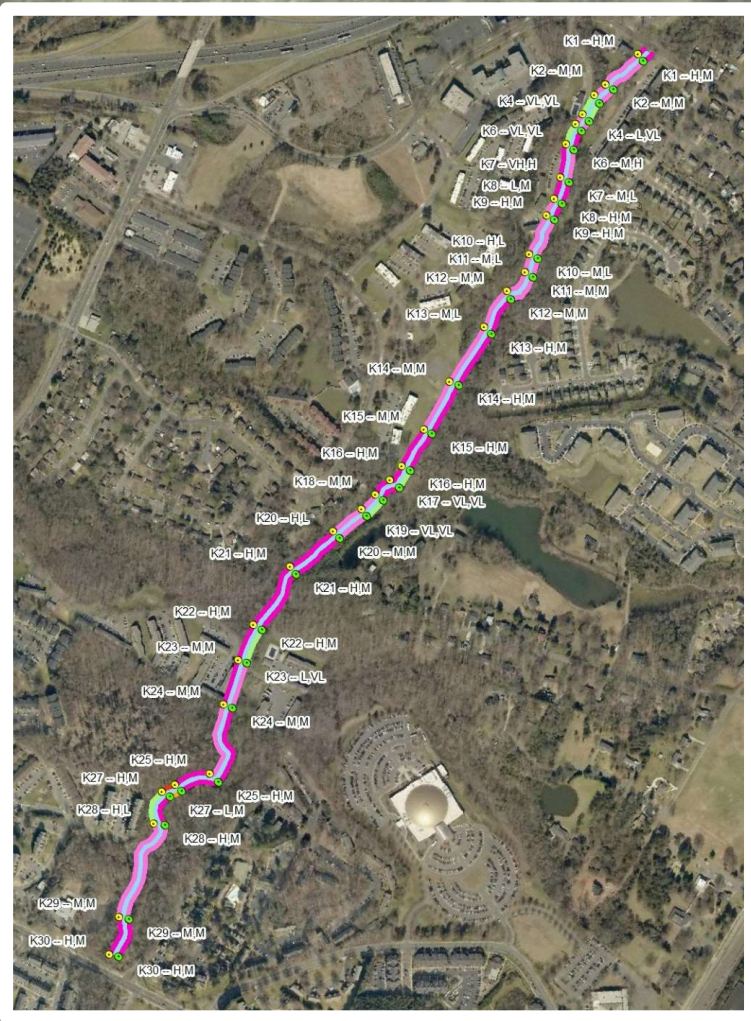 K1 -- H,M
K1 -- H,M
K2 -- M,M
K2 -- M,M
K4 -- VL,VL
K4 -- L,VL
K6 -- VL,VL
K6 -- M,H
K7 -- VH,H
K7 -- M,L
K8 -- L,M
K8 -- H,M
K9 -- H,M
K9 -- H,M
K10 -- H,L
K11 -- M,L
K10 -- M,L
K12 -- M,M
K11 -- M,M
K12 -- M,M
K13 -- M,L
K13 -- H,M
K14 -- M,M
K14 -- H,M
K15 -- M,M
K15 -- H,M
K16 -- H,M
K18 -- M,M
K16 -- H,M
K17 -- VL,VL
K20 -- H,L
K19 -- VL,VL
K20 -- M,M
K21 -- H,M
K21 -- H,M
K22 -- H,M
K22 -- H,M
K23 -- M,M
K23 -- L,VL
K24 -- M,M
K24 -- M,M
K25 -- H,M
K27 -- H,M
K25 -- H,M
K28 -- H,L
K27 -- L,M
K28 -- H,M
K29 -- M,M
K29 -- M,M
K30 -- H,M
K30 -- H,M